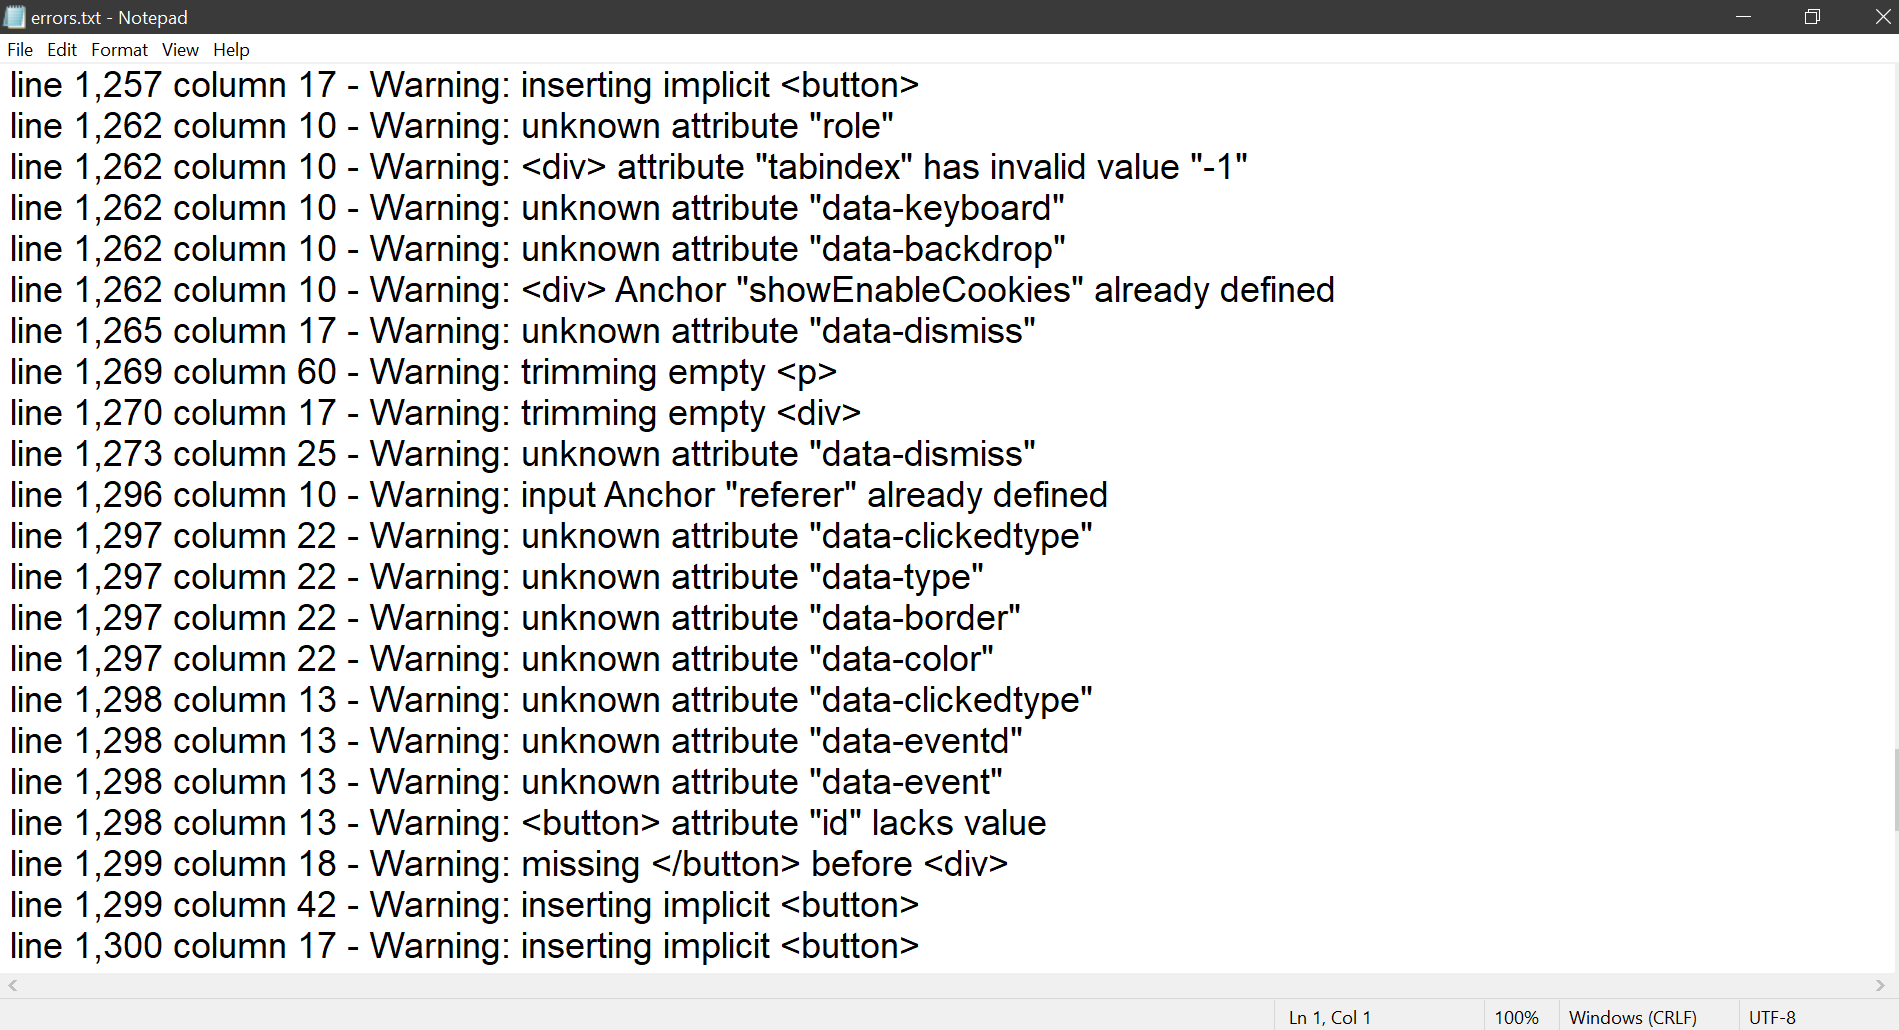 errors.txt - Notepad
File Edit Format View Help
line 1,257 column 17 - Warning: inserting implicit <button>
line 1,262 column 10 - Warning: unknown attribute "role"
line 1,262 column 10 - Warning: <div> attribute "tabindex" has invalid value "-1"
line 1,262 column 10 - Warning: unknown attribute "data-keyboard"
line 1,262 column 10 - Warning: unknown attribute "data-backdrop"
line 1,262 column 10 - Warning: <div> Anchor "showEnableCookies" already defined
line 1,265 column 17 - Warning: unknown attribute "data-dismiss"
line 1,269 column 60 - Warning: trimming empty <p>
line 1,270 column 17 - Warning: trimming empty <div>
line 1,273 column 25 - Warning: unknown attribute "data-dismiss"
line 1,296 column 10 - Warning: input Anchor "referer" already defined
line 1,297 column 22 - Warning: unknown attribute "data-clickedtype"
line 1,297 column 22 - Warning: unknown attribute "data-type"
line 1,297 column 22 - Warning: unknown attribute "data-border"
line 1,297 column 22 - Warning: unknown attribute "data-color"
line 1,298 column 13 - Warning: unknown attribute "data-clickedtype"
line 1,298 column 13 - Warning: unknown attribute "data-eventd"
line 1,298 column 13 - Warning: unknown attribute "data-event"
line 1,298 column 13 - Warning: <button> attribute "id" lacks value
line 1,299 column 18 - Warning: missing </button> before <div>
line 1,299 column 42 - Warning: inserting implicit <button>
line 1,300 column 17 - Warning: inserting implicit <button>
Ln 1, Col 1 100% Windows (CRLF) UTF-8